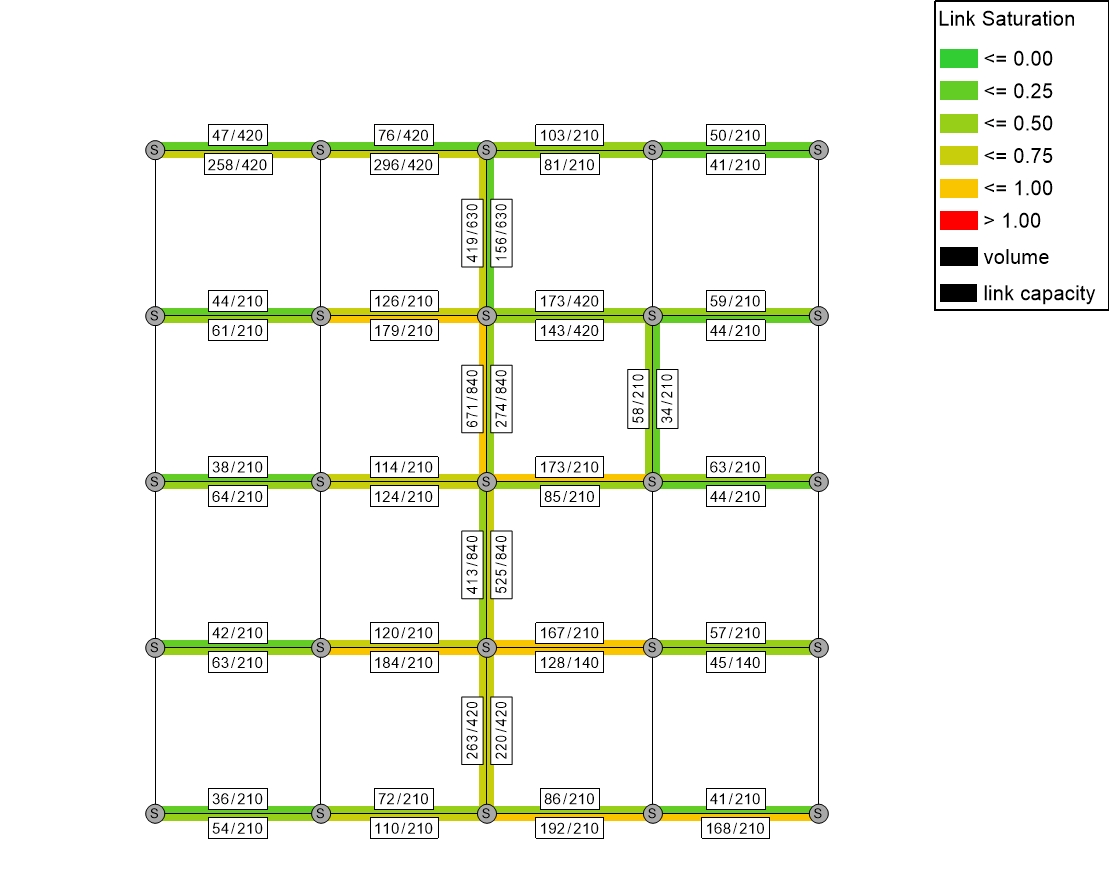 Link Saturation
<= 0.00
<= 0.25
<= 0.50
<= 0.75
<= 1.00
> 1.00
volume
link capacity
47/420 76/420 103/210 50/210
S S S S S
258/420 296/420 81/210 41/210
419/630 156/630
44/210 126/210 173/420 59/210
S S S S S
61/210 179/210 143/420 44/210
671/840 274/840 58/210 34/210
38/210 114/210 173/210 63/210
S S S S S
64/210 124/210 85/210 44/210
413/840 525/840
42/210 120/210 167/210 57/210
S S S S S
63/210 184/210 128/140 45/140
263/420 220/420
36/210 72/210 86/210 41/210
S S S S S
54/210 110/210 192/210 168/210